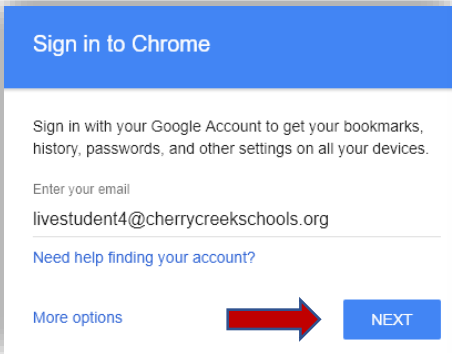 Sign in to Chrome
Sign in with your Google Account to get your bookmarks,
history, passwords, and other settings on all your devices.
Enter your email
livestudent4@cherrycreekschools.org
Need help finding your account?
More options
NEXT